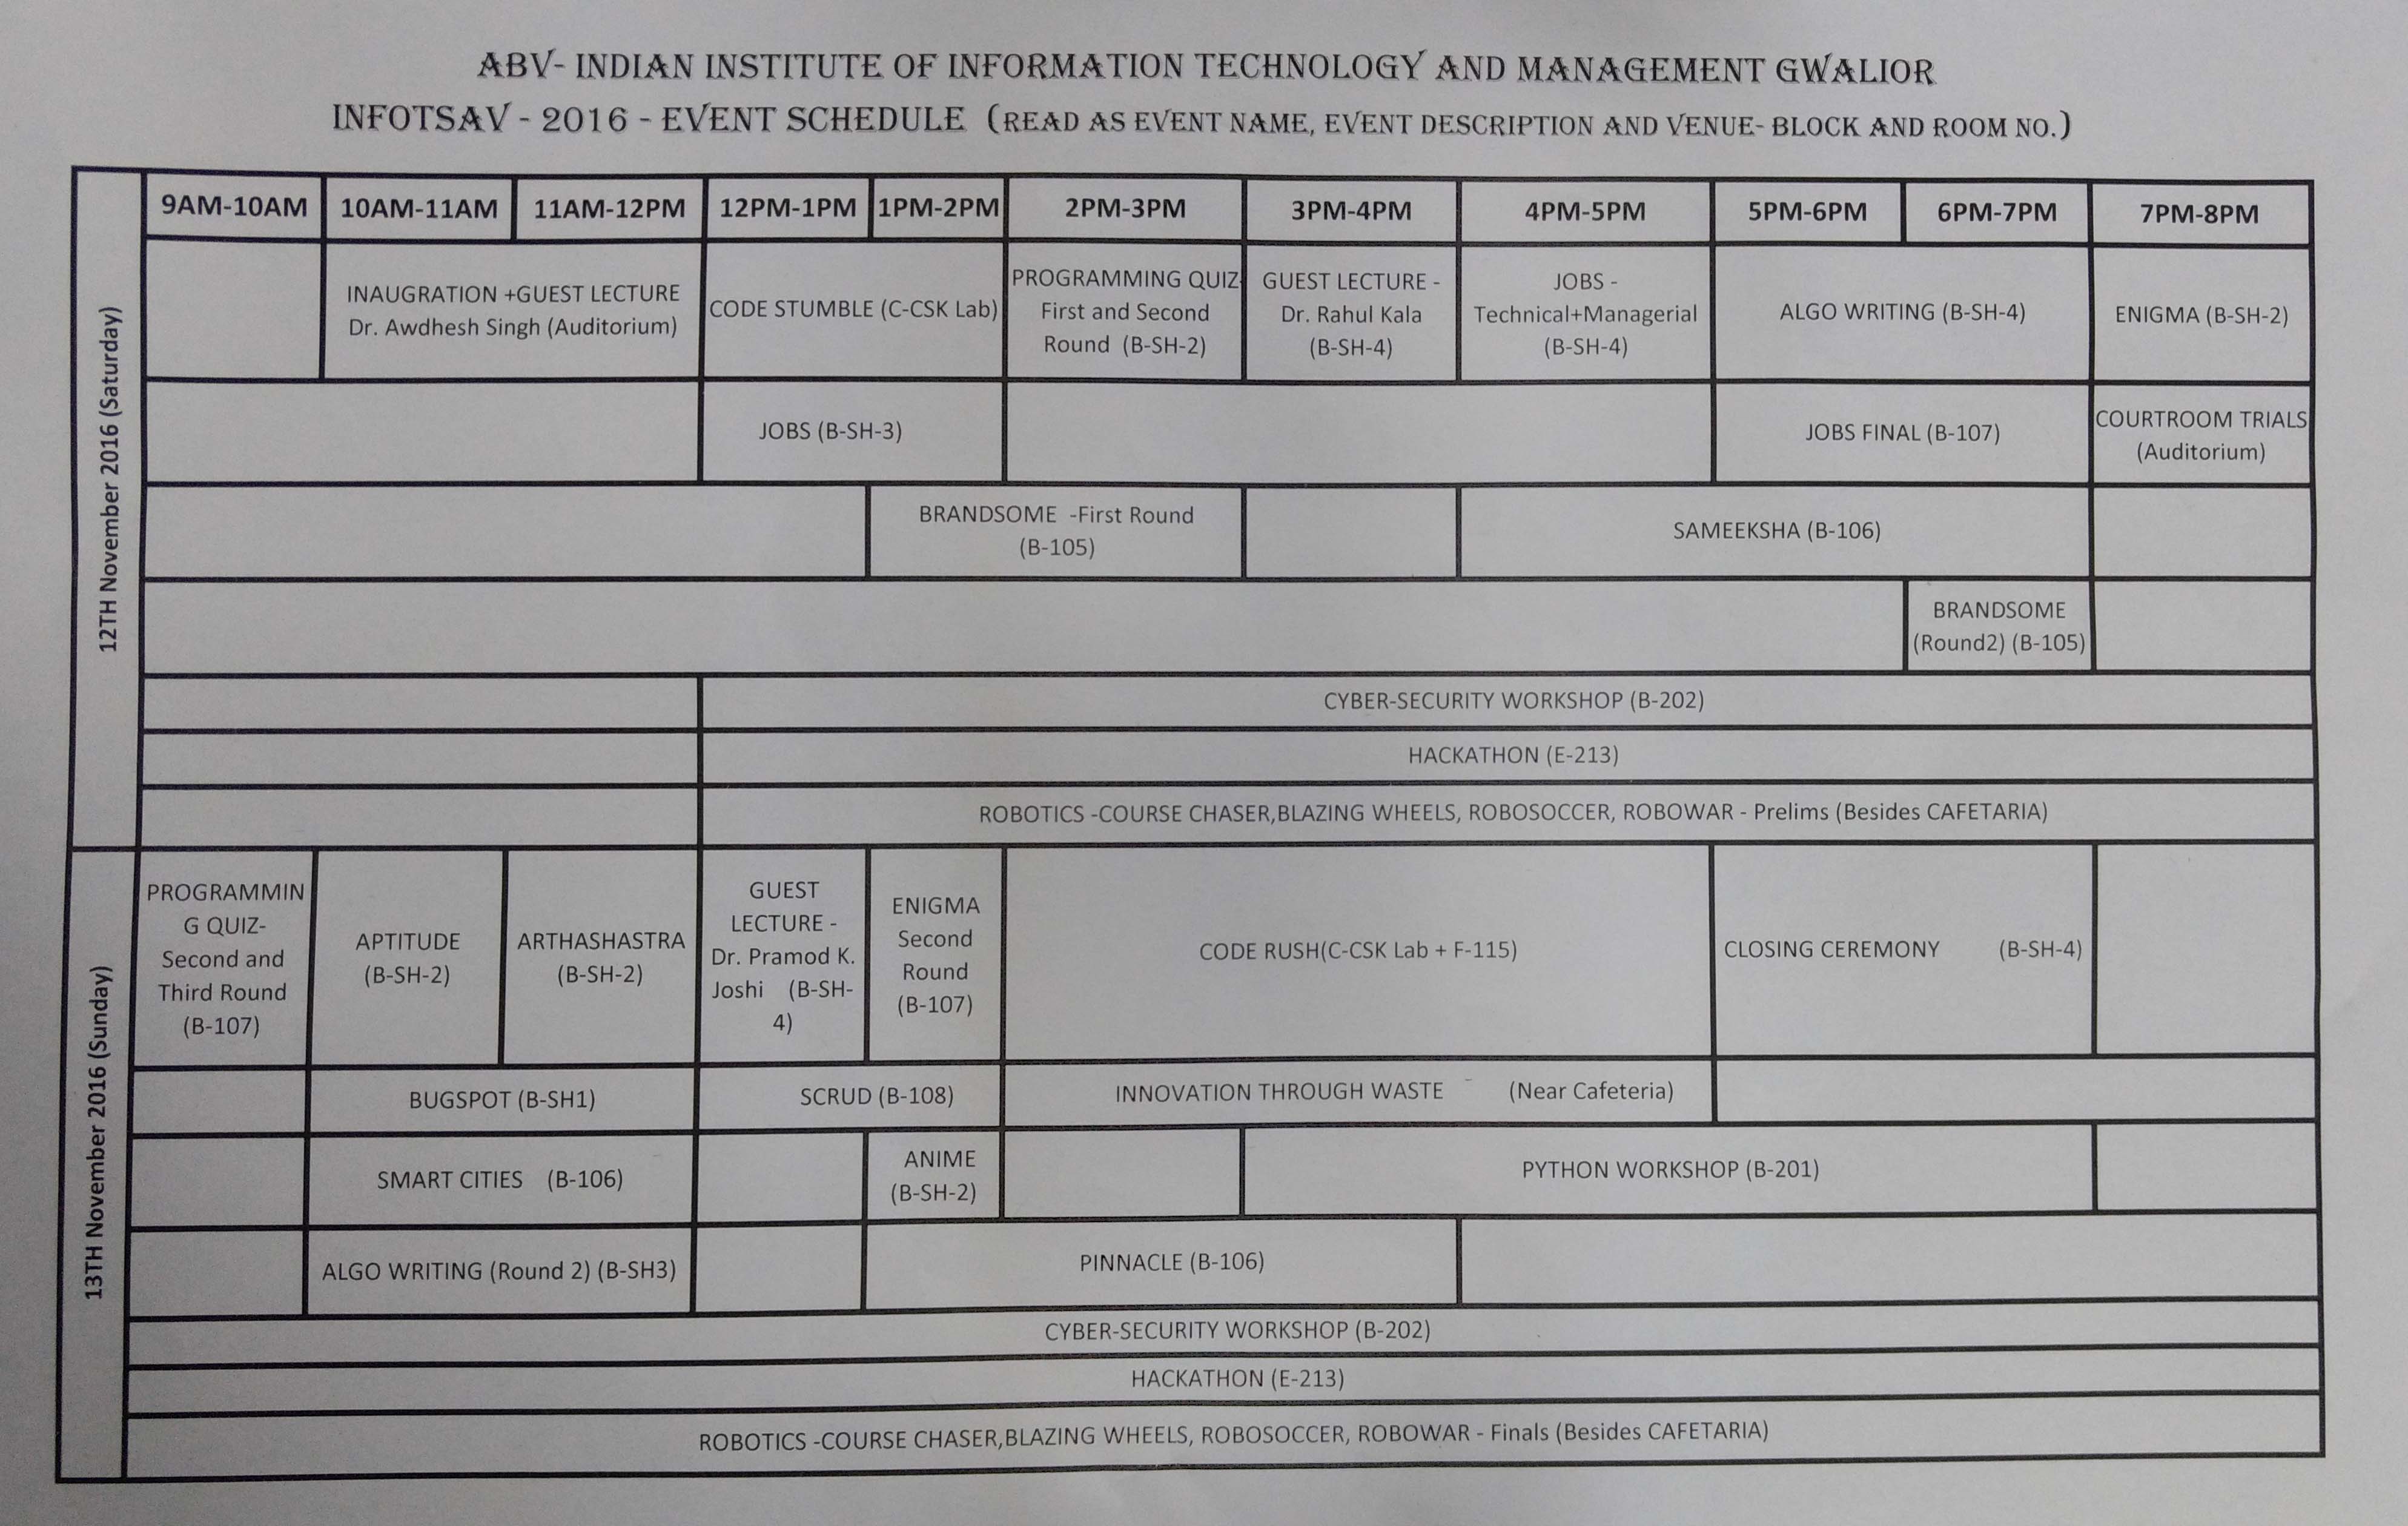 ABV- INDIAN INSTITUTE OF INFORMATION TECHNOLOGY AND MANAGEMENT GWALIOR
INFOTSAV - 2016 - EVENT SCHEDULE (READ AS EVENT NAME, EVENT DESCRIPTION AND VENUE- BLOCK AND ROOM NO.)
9AM-10AM 10AM-11AM 11AM-12PM 12PM-1PM 1PM-2PM 2PM-3PM 3PM-4PM 4PM-5PM 5PM-6PM 6PM-7PM 7PM-8PM
12TH November 2016 (Saturday)
INAUGRATION +GUEST LECTURE
Dr. Awdhesh Singh (Auditorium)
CODE STUMBLE (C-CSK Lab)
PROGRAMMING QUIZ-
First and Second
Round (B-SH-2)
GUEST LECTURE -
Dr. Rahul Kala
(B-SH-4)
JOBS -
Technical+Managerial
(B-SH-4)
ALGO WRITING (B-SH-4)
ENIGMA (B-SH-2)
JOBS (B-SH-3)
JOBS FINAL (B-107)
COURTROOM TRIALS
(Auditorium)
BRANDSOME -First Round
(B-105)
SAMEEKSHA (B-106)
BRANDSOME
(Round2) (B-105)
CYBER-SECURITY WORKSHOP (B-202)
HACKATHON (E-213)
ROBOTICS -COURSE CHASER,BLAZING WHEELS, ROBOSOCCER, ROBOWAR - Prelims (Besides CAFETARIA)
13TH November 2016 (Sunday)
PROGRAMMIN
G QUIZ-
Second and
Third Round
(B-107)
APTITUDE
(B-SH-2)
ARTHASHASTRA
(B-SH-2)
GUEST
LECTURE -
Dr. Pramod K.
Joshi (B-SH-
4)
ENIGMA
Second
Round
(B-107)
CODE RUSH(C-CSK Lab + F-115)
CLOSING CEREMONY (B-SH-4)
BUGSPOT (B-SH1)
SCRUD (B-108)
INNOVATION THROUGH WASTE (Near Cafeteria)
SMART CITIES (B-106)
ANIME
(B-SH-2)
PYTHON WORKSHOP (B-201)
ALGO WRITING (Round 2) (B-SH3)
PINNACLE (B-106)
CYBER-SECURITY WORKSHOP (B-202)
HACKATHON (E-213)
ROBOTICS -COURSE CHASER,BLAZING WHEELS, ROBOSOCCER, ROBOWAR - Finals (Besides CAFETARIA)